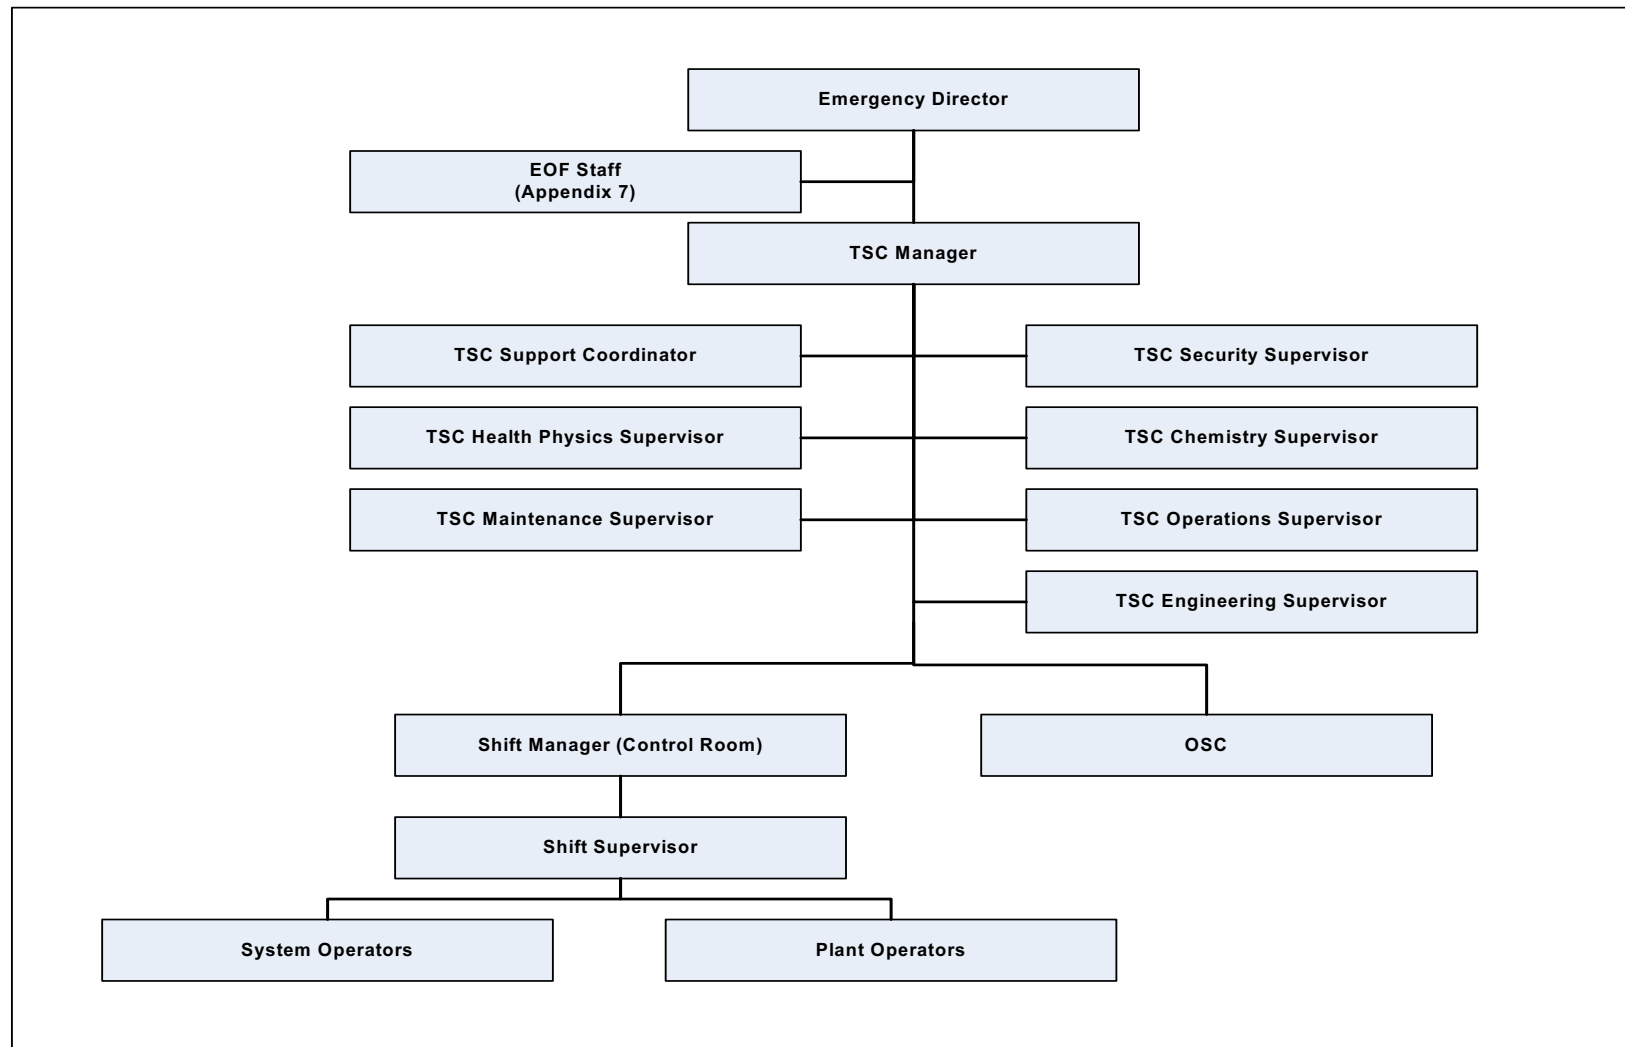 Emergency Director
EOF Staff
(Appendix 7)
TSC Manager
TSC Support Coordinator
TSC Security Supervisor
TSC Health Physics Supervisor
TSC Chemistry Supervisor
TSC Maintenance Supervisor
TSC Operations Supervisor
TSC Engineering Supervisor
Shift Manager (Control Room)
OSC
Shift Supervisor
System Operators
Plant Operators